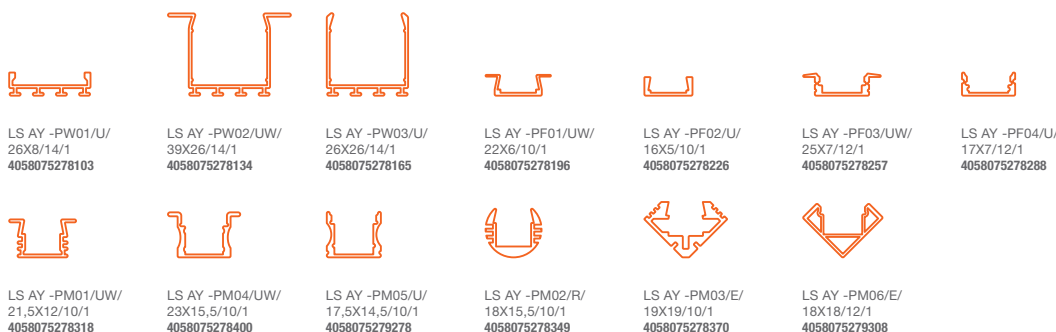 LS AY -PW01/U/
26X8/14/1
4058075278103
LS AY -PW02/UW/
39X26/14/1
4058075278134
LS AY -PW03/U/
26X26/14/1
4058075278165
LS AY -PF01/UW/
22X6/10/1
4058075278196
LS AY -PF02/U/
16X5/10/1
4058075278226
LS AY -PF03/UW/
25X7/12/1
4058075278257
LS AY -PF04/U/
17X7/12/1
4058075278288
LS AY -PM01/UW/
21,5X12/10/1
4058075278318
LS AY -PM04/UW/
23X15,5/10/1
4058075278400
LS AY -PM05/U/
17,5X14,5/10/1
4058075279278
LS AY -PM02/R/
18X15,5/10/1
4058075278349
LS AY -PM03/E/
19X19/10/1
4058075278370
LS AY -PM06/E/
18X18/12/1
4058075279308